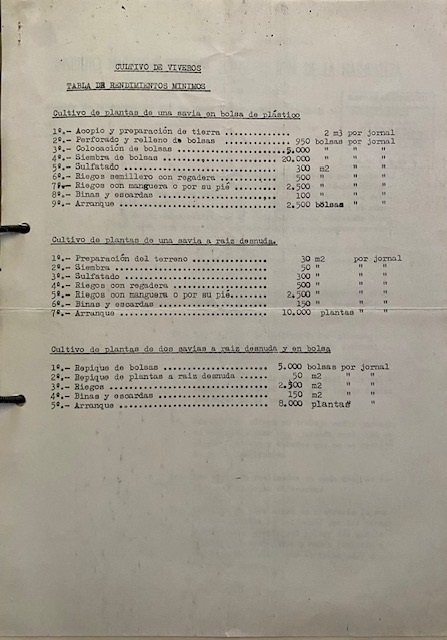 CULTIVO DE VIVEROS
TABLA DE RENDIMIENTOS MINIMOS
Cultivo de plantas de una savia en bolsa de plástico
1º.- Acopio y preparación de tierra ............ 2 m3 por jornal
2º.- Perforado y relleno de bolsas ............. 950 bolsas por jornal
3º.- Colocación de bolsas ...................... 5.000 " " "
4º.- Siembra de bolsas ......................... 20.000 " " "
5º.- Sulfatado ................................. 300 m2 " "
6º.- Riegos semillero con regadera ............. 500 " " "
7º.- Riegos con manguera o por su pié .......... 2.500 " " "
8º.- Binas y escardas .......................... 100 " " "
9º.- Arranque .................................. 2.500 bolsas " "
Cultivo de plantas de una savia a raiz desnuda.
1º.- Preparación del terreno ................... 30 m2 por jornal
2º.- Siembra ................................... 50 " " "
3º.- Sulfatado ................................. 300 " " "
4º.- Riegos con regadera ....................... 500 " " "
5º.- Riegos con manguera o por su pié........... 2.500 " " "
6º.- Binas y escardas .......................... 150 " " "
7º.- Arranque .................................. 10.000 plantas " "
Cultivo de plantas de dos savias a raiz desnuda y en bolsa
1º.- Repique de bolsas ......................... 5.000 bolsas por jornal
2º.- Repique de plantas a raiz desnuda ......... 50 m2 " "
3º.- Riegos .................................... 2.500 m2 " "
4º.- Binas y escardas .......................... 150 m2 " "
5º.- Arranque .................................. 8.000 plantas " "